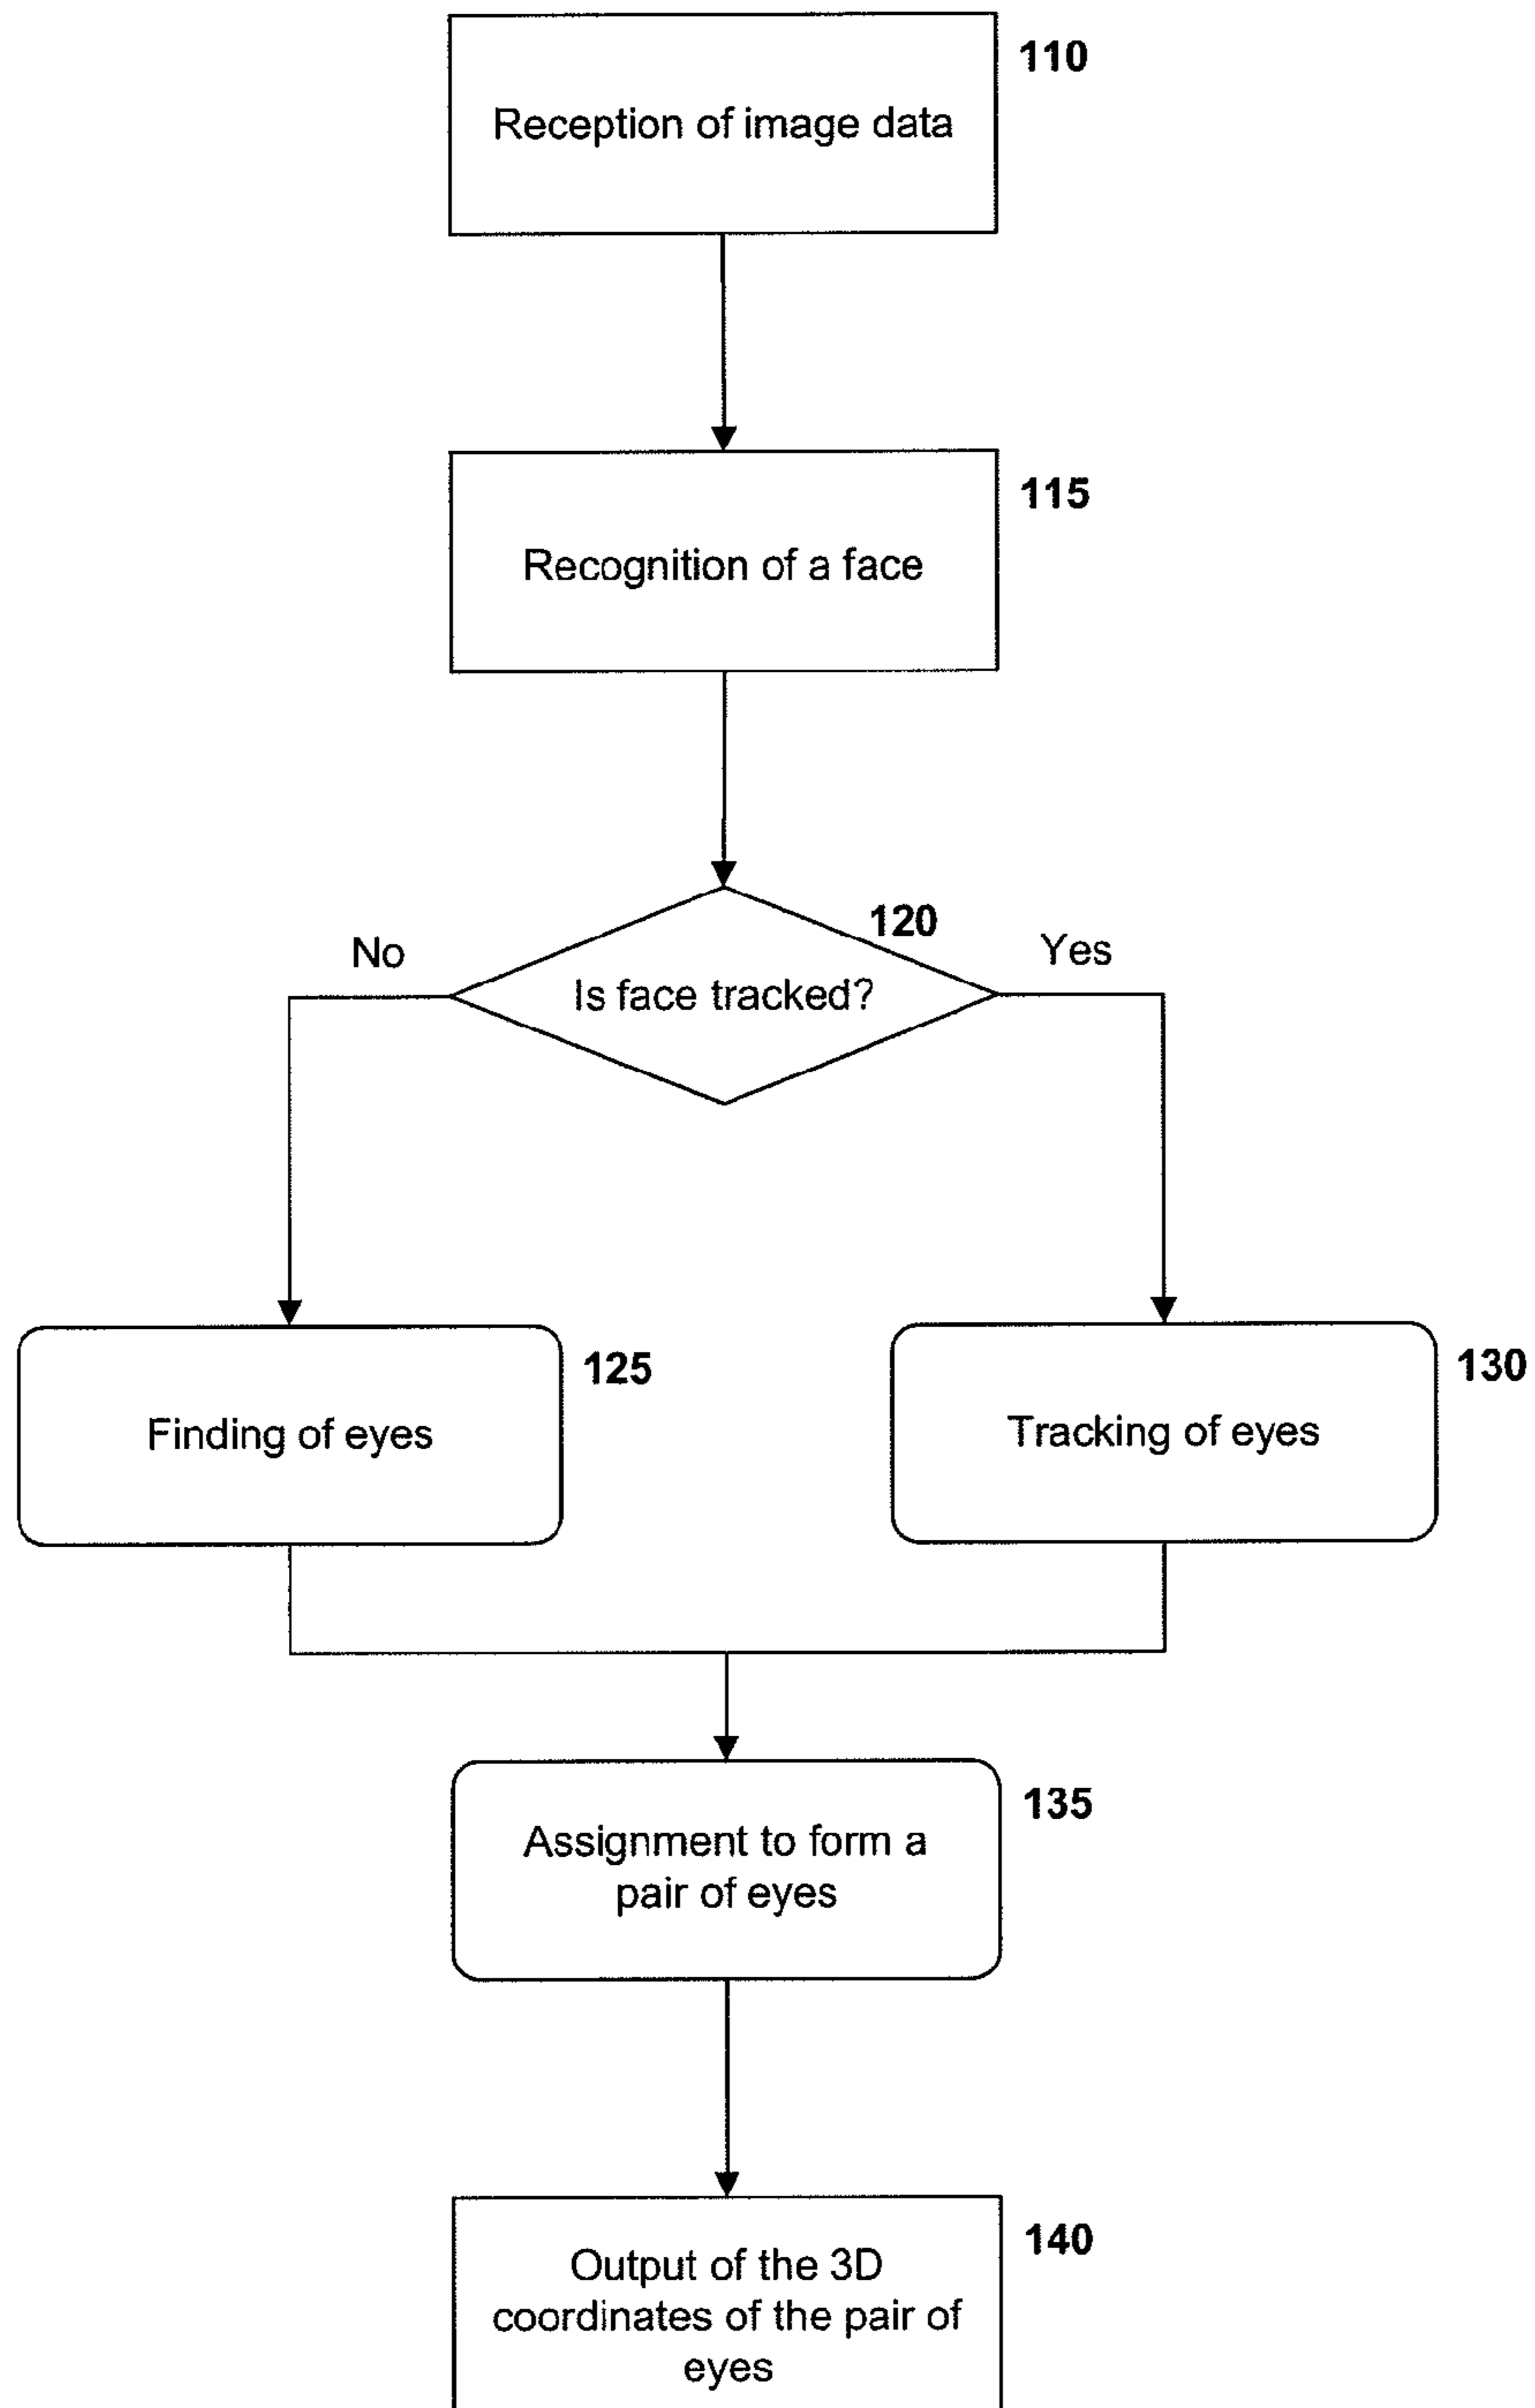 110
Reception of image data
115
Recognition of a face
120
No
Yes
Is face tracked?
125
130
Finding of eyes
Tracking of eyes
135
Assignment to form a
pair of eyes
140
Output of the 3D
coordinates of the pair of
eyes